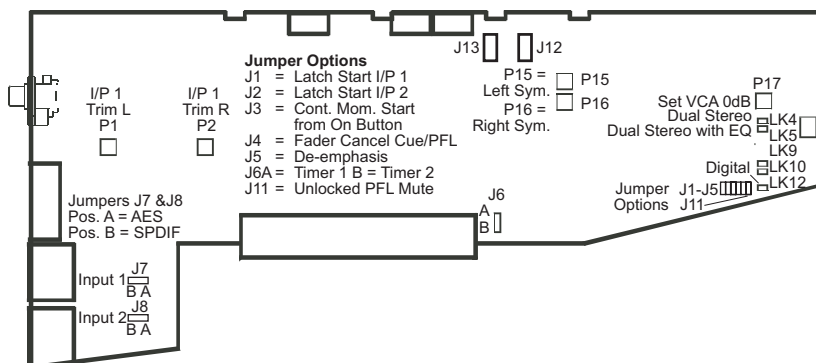 J13
J12
Jumper Options
J1 = Latch Start I/P 1
J2 = Latch Start I/P 2
J3 = Cont. Mom. Start
from On Button
J4 = Fader Cancel Cue/PFL
J5 = De-emphasis
J6A = Timer 1 B = Timer 2
J11 = Unlocked PFL Mute
I/P 1
Trim L
P1
I/P 1
Trim R
P2
P15 =
Left Sym.
P16 =
Right Sym.
P15
P16
P17
Set VCA 0dB
Dual Stereo
Dual Stereo with EQ
LK4
LK5
LK9
LK10
LK12
Digital
Jumper
Options
J1-J5
J11
J6
A
B
Jumpers J7 &J8
Pos. A = AES
Pos. B = SPDIF
Input 1
J7
B A
Input 2
J8
B A